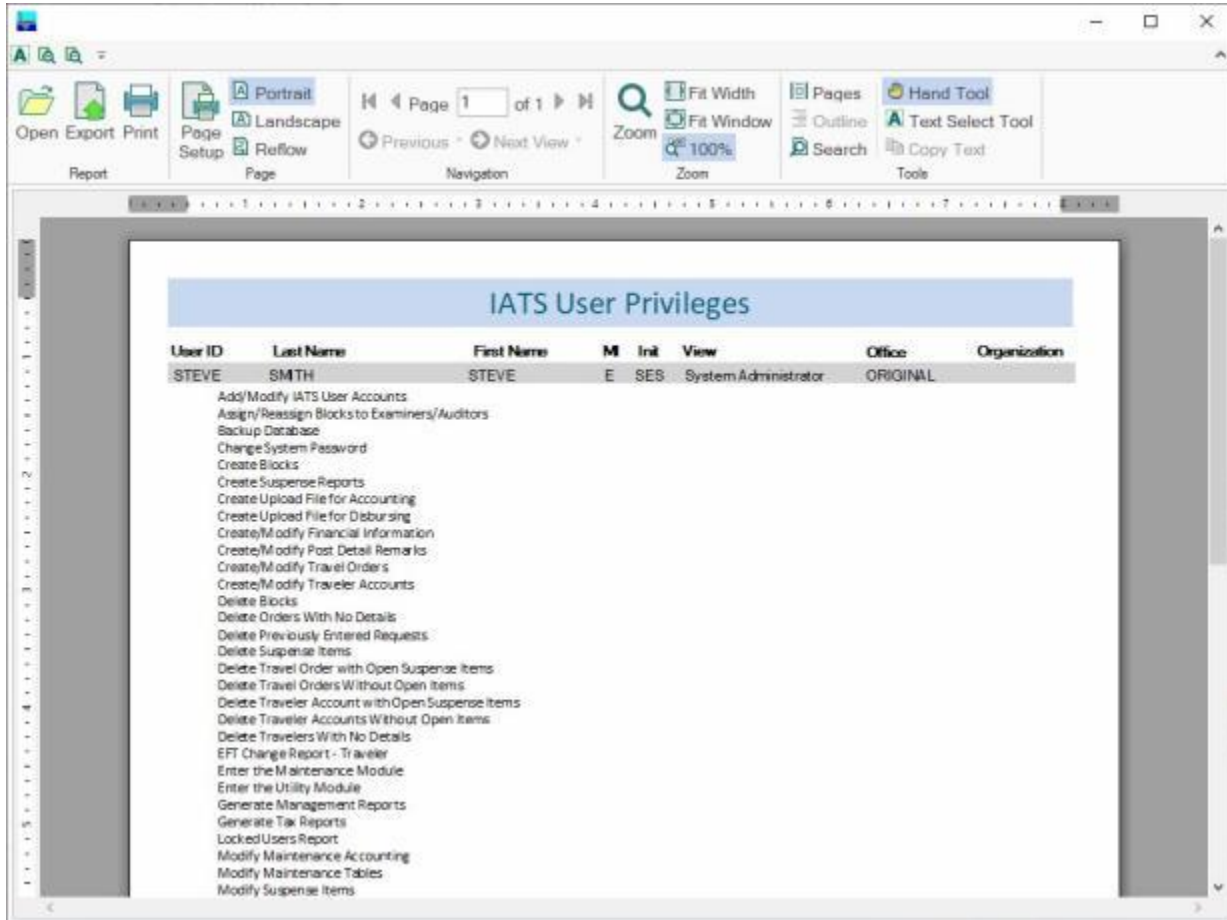 Open Export Print
Report
Page Setup
Portrait
Landscape
Reflow
Page
Page 1 of 1
Previous Next View
Navigation
Zoom
Fit Width
Fit Window
100%
Zoom
Pages
Outline
Search
Hand Tool
Text Select Tool
Copy Text
Tools
1 2 3 4 5 6 7
IATS User Privileges
User ID Last Name First Name MI Init View Office Organization
STEVE SMITH STEVE E SES System Administrator ORIGINAL
Add/Modify IATS User Accounts
Assign/Reassign Blocks to Examiners/Auditors
Backup Database
Change System Password
Create Blocks
Create Suspense Reports
Create Upload File for Accounting
Create Upload File for Disbursing
Create/Modify Financial Information
Create/Modify Post Detail Remarks
Create/Modify Travel Orders
Create/Modify Traveler Accounts
Delete Blocks
Delete Orders With No Details
Delete Previously Entered Requests
Delete Suspense Items
Delete Travel Order with Open Suspense Items
Delete Travel Orders Without Open Items
Delete Traveler Account with Open Suspense Items
Delete Traveler Accounts Without Open Items
Delete Travelers With No Details
EFT Change Report - Traveler
Enter the Maintenance Module
Enter the Utility Module
Generate Management Reports
Generate Tax Reports
Locked Users Report
Modify Maintenance Accounting
Modify Maintenance Tables
Modify Suspense Items